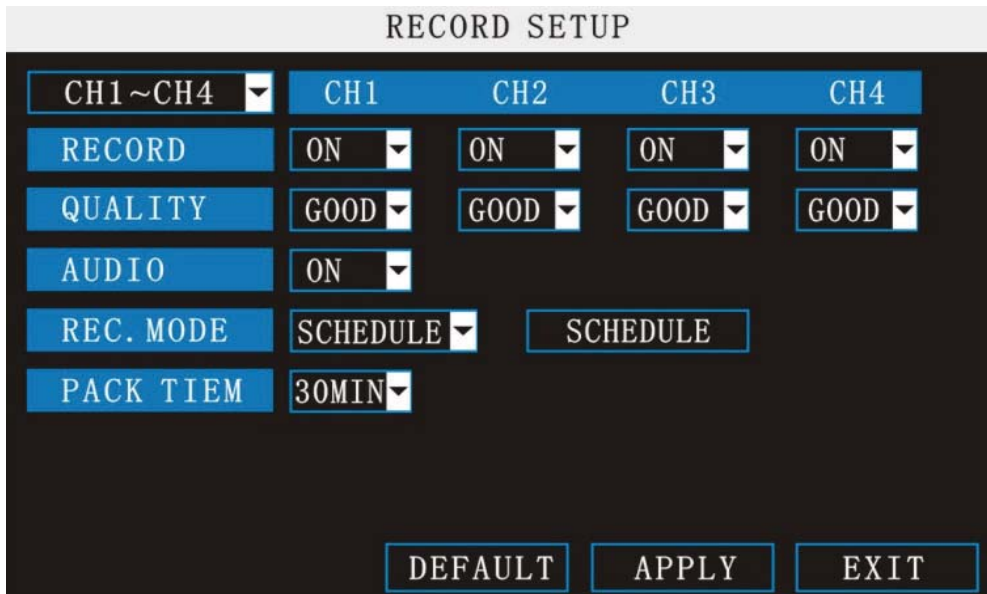 RECORD SETUP
CH1~CH4 CH1 CH2 CH3 CH4
RECORD ON ON ON ON
QUALITY GOOD GOOD GOOD GOOD
AUDIO ON
REC.MODE SCHEDULE SCHEDULE
PACK TIEM 30MIN
DEFAULT APPLY EXIT